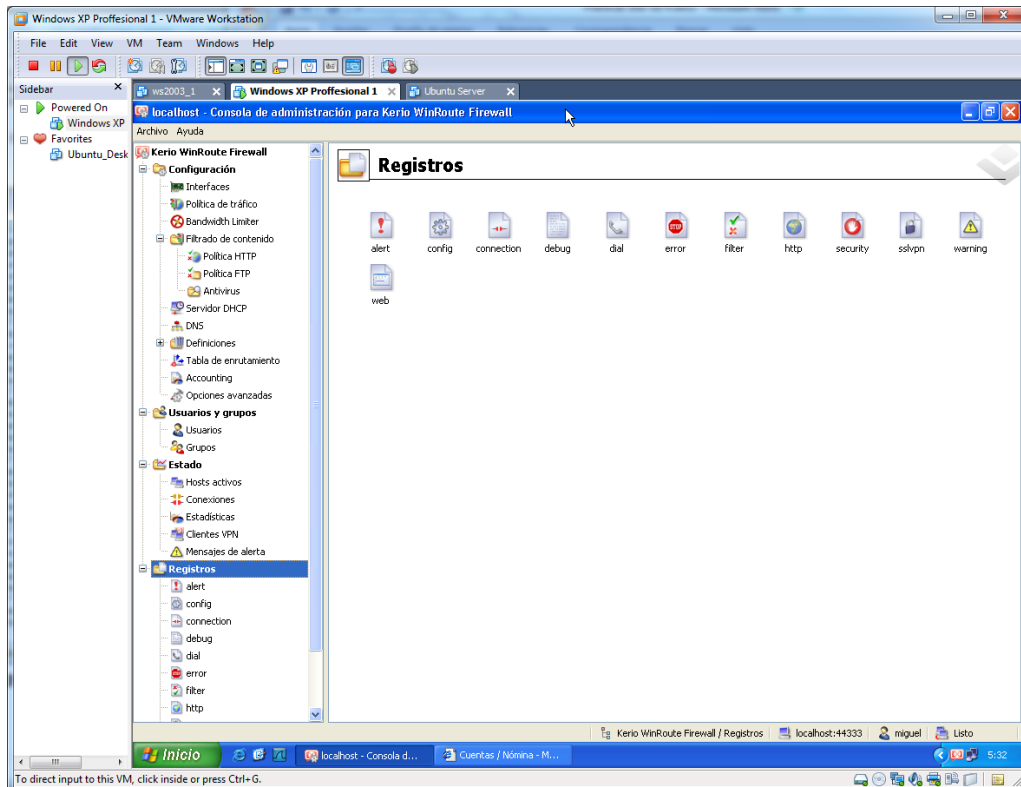 Windows XP Proffesional 1 - VMware Workstation
File Edit View VM Team Windows Help
Sidebar ×
Powered On
Windows XP
Favorites
Ubuntu_Desk
ws2003_1 × Windows XP Proffesional 1 × Ubuntu Server ×
localhost - Consola de administración para Kerio WinRoute Firewall
Archivo Ayuda
Kerio WinRoute Firewall
Configuración
Interfaces
Política de tráfico
Bandwidth Limiter
Filtrado de contenido
Política HTTP
Política FTP
Antivirus
Servidor DHCP
DNS
Definiciones
Tabla de enrutamiento
Accounting
Opciones avanzadas
Usuarios y grupos
Usuarios
Grupos
Estado
Hosts activos
Conexiones
Estadísticas
Clientes VPN
Mensajes de alerta
Registros
alert
config
connection
debug
dial
error
filter
http
Registros
alert config connection debug dial error filter http security sslvpn warning
web
Kerio WinRoute Firewall / Registros localhost:44333 miguel Listo
Inicio localhost - Consola d... Cuentas / Nómina - M... 5:32
To direct input to this VM, click inside or press Ctrl+G.